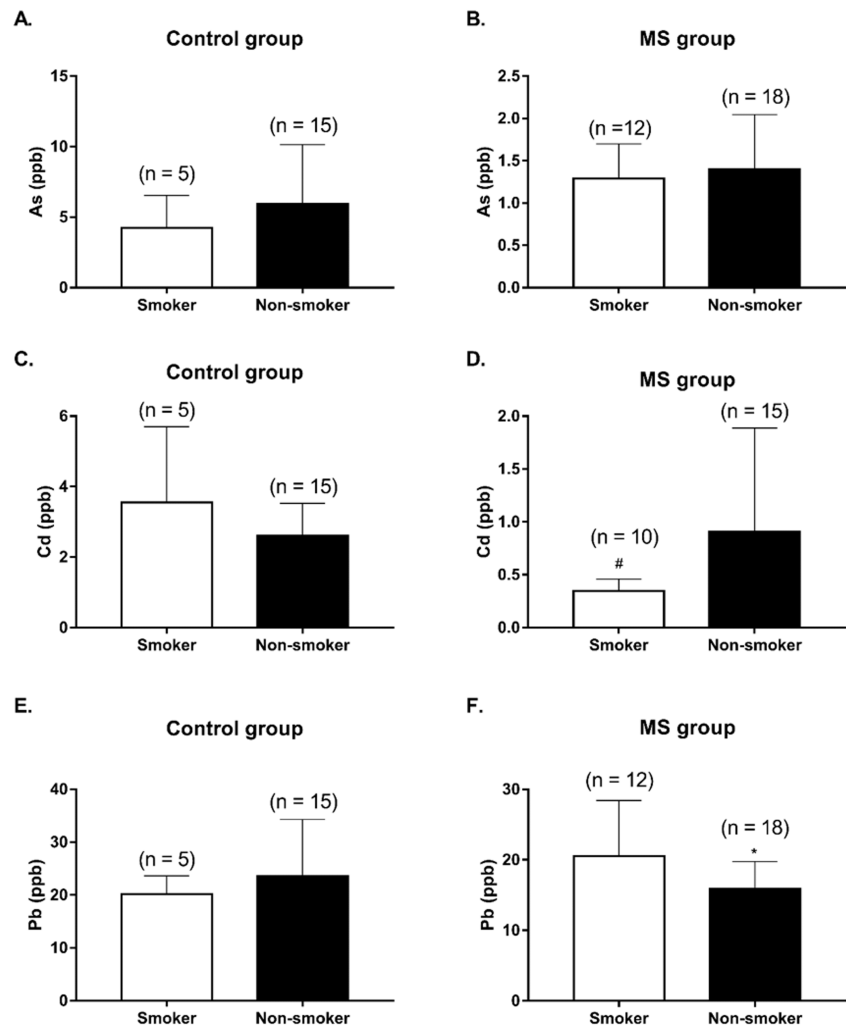 A.
Control group
As (ppb)
15
10
5
0
(n = 5)
(n = 15)
Smoker
Non-smoker
B.
MS group
As (ppb)
2.5
2.0
1.5
1.0
0.5
0.0
(n =12)
(n = 18)
Smoker
Non-smoker
C.
Control group
Cd (ppb)
6
4
2
0
(n = 5)
(n = 15)
Smoker
Non-smoker
D.
MS group
Cd (ppb)
2.0
1.5
1.0
0.5
0.0
(n = 10)
#
(n = 15)
Smoker
Non-smoker
E.
Control group
Pb (ppb)
40
30
20
10
0
(n = 5)
(n = 15)
Smoker
Non-smoker
F.
MS group
Pb (ppb)
30
20
10
0
(n = 12)
(n = 18)
*
Smoker
Non-smoker